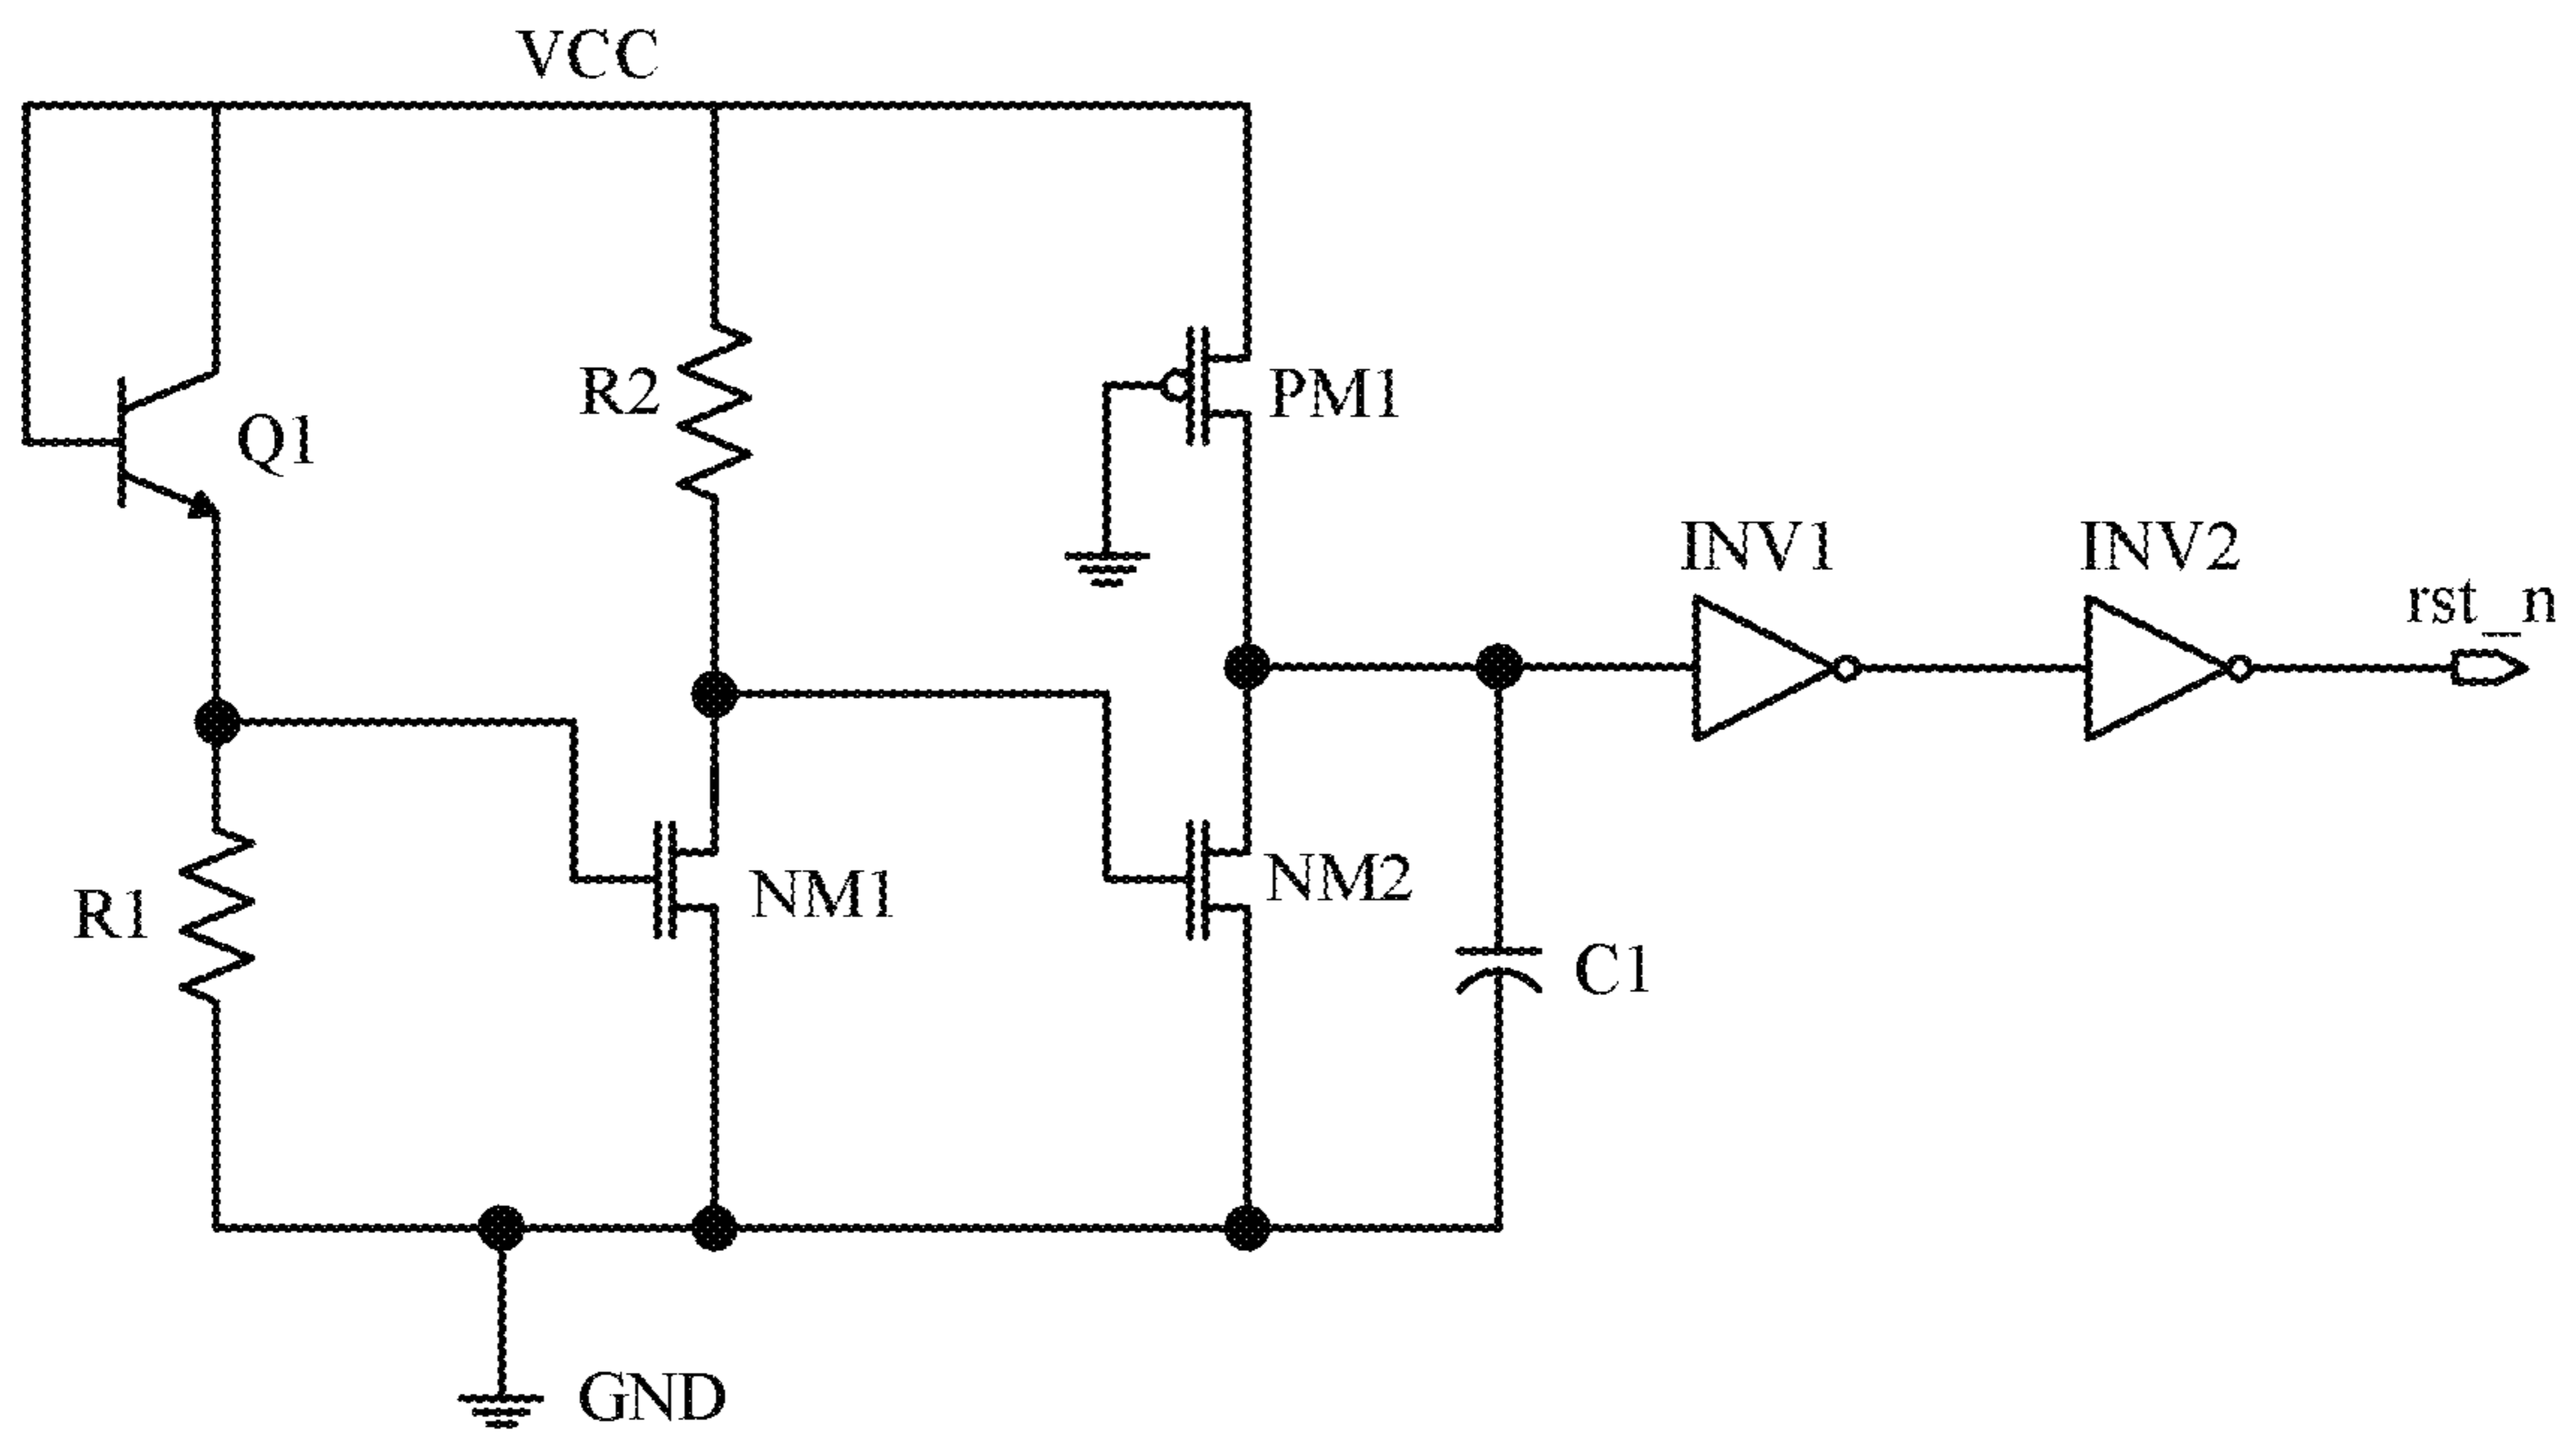 VCC
R2
PM1
Q1
INV1
INV2
rst_n
NM1
NM2
R1
C1
GND